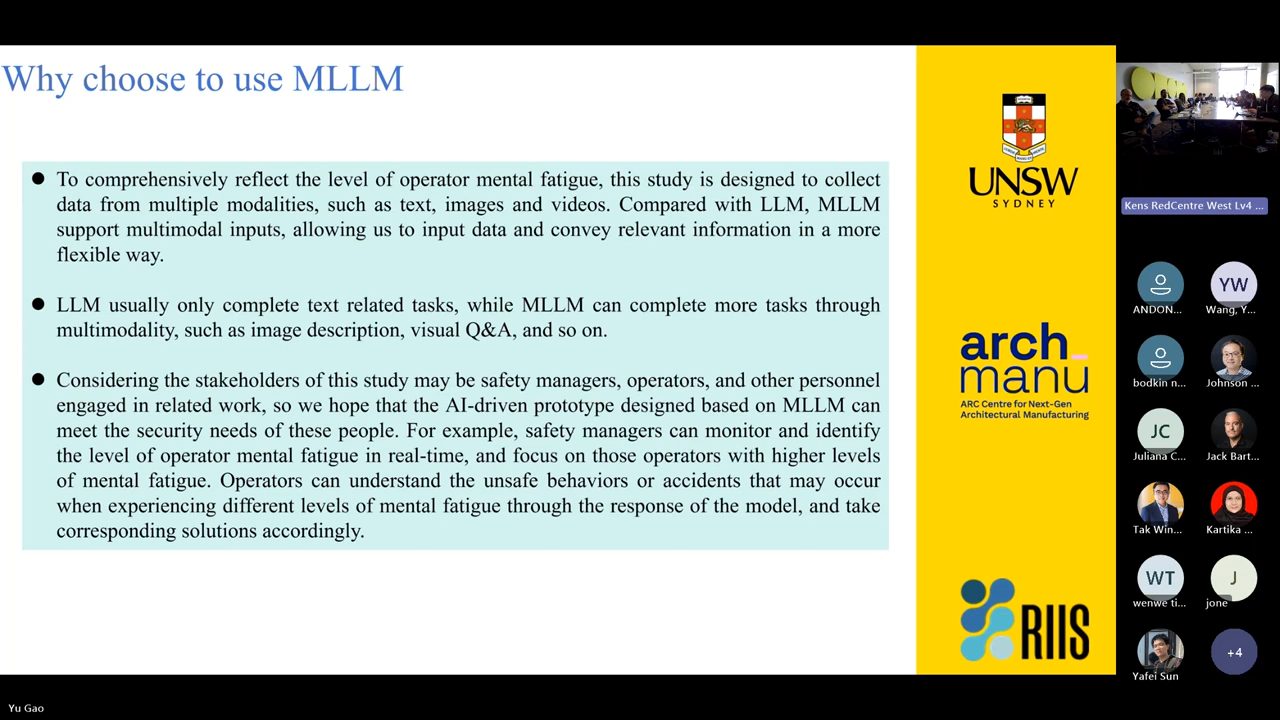 Why choose to use MLLM
● To comprehensively reflect the level of operator mental fatigue, this study is designed to collect
data from multiple modalities, such as text, images and videos. Compared with LLM, MLLM
support multimodal inputs, allowing us to input data and convey relevant information in a more
flexible way.
● LLM usually only complete text related tasks, while MLLM can complete more tasks through
multimodality, such as image description, visual Q&A, and so on.
● Considering the stakeholders of this study may be safety managers, operators, and other personnel
engaged in related work, so we hope that the AI-driven prototype designed based on MLLM can
meet the security needs of these people. For example, safety managers can monitor and identify
the level of operator mental fatigue in real-time, and focus on those operators with higher levels
of mental fatigue. Operators can understand the unsafe behaviors or accidents that may occur
when experiencing different levels of mental fatigue through the response of the model, and take
corresponding solutions accordingly.
UNSW
SYDNEY
arch_
manu
ARC Centre for Next-Gen
Architectural Manufacturing
RIIS
Kens RedCentre West Lv4 ...
ANDON...
YW
Wang, Y...
bodkin n...
Johnson ...
JC
Juliana C...
Jack Bart...
Tak Win...
Kartika ...
WT
wenwe ti...
J
jone
Yafei Sun
+4
Yu Gao